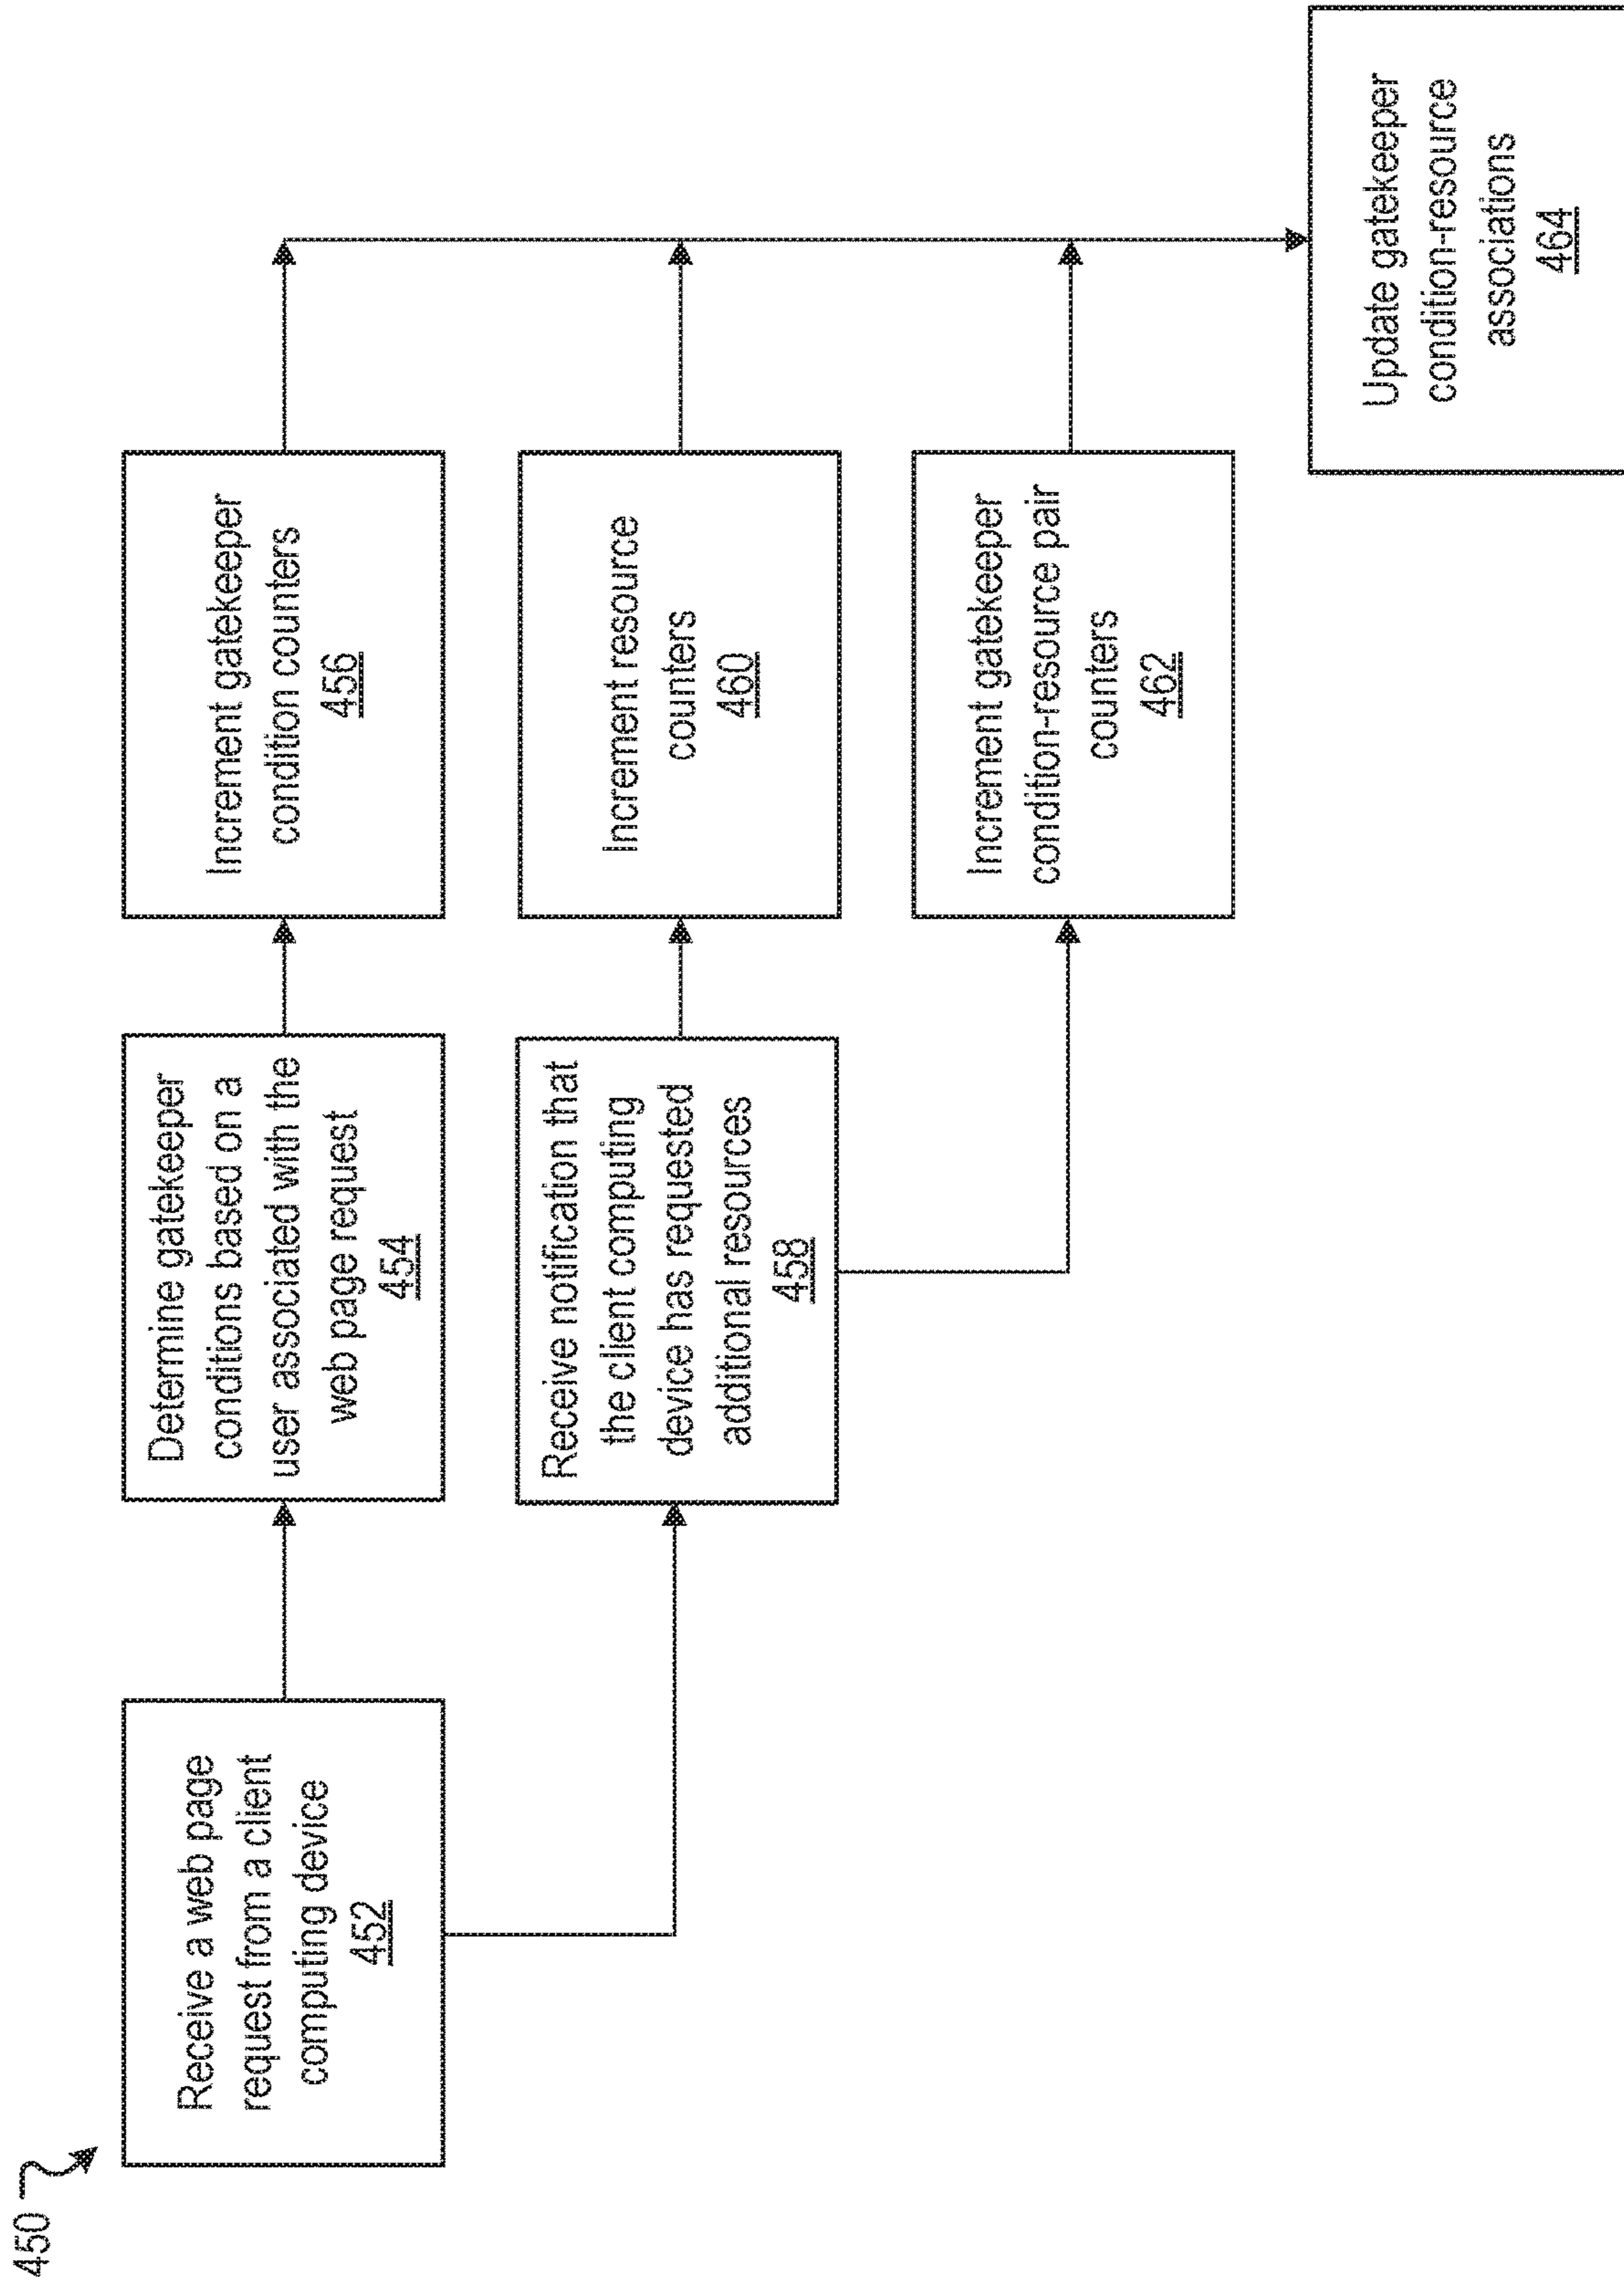 450
Receive a web page
request from a client
computing device
452
Determine gatekeeper
conditions based on a
user associated with the
web page request
454
Increment gatekeeper
condition counters
456
Receive notification that
the client computing
device has requested
additional resources
458
Increment resource
counters
460
Increment gatekeeper
condition-resource pair
counters
462
Update gatekeeper
condition-resource
associations
464